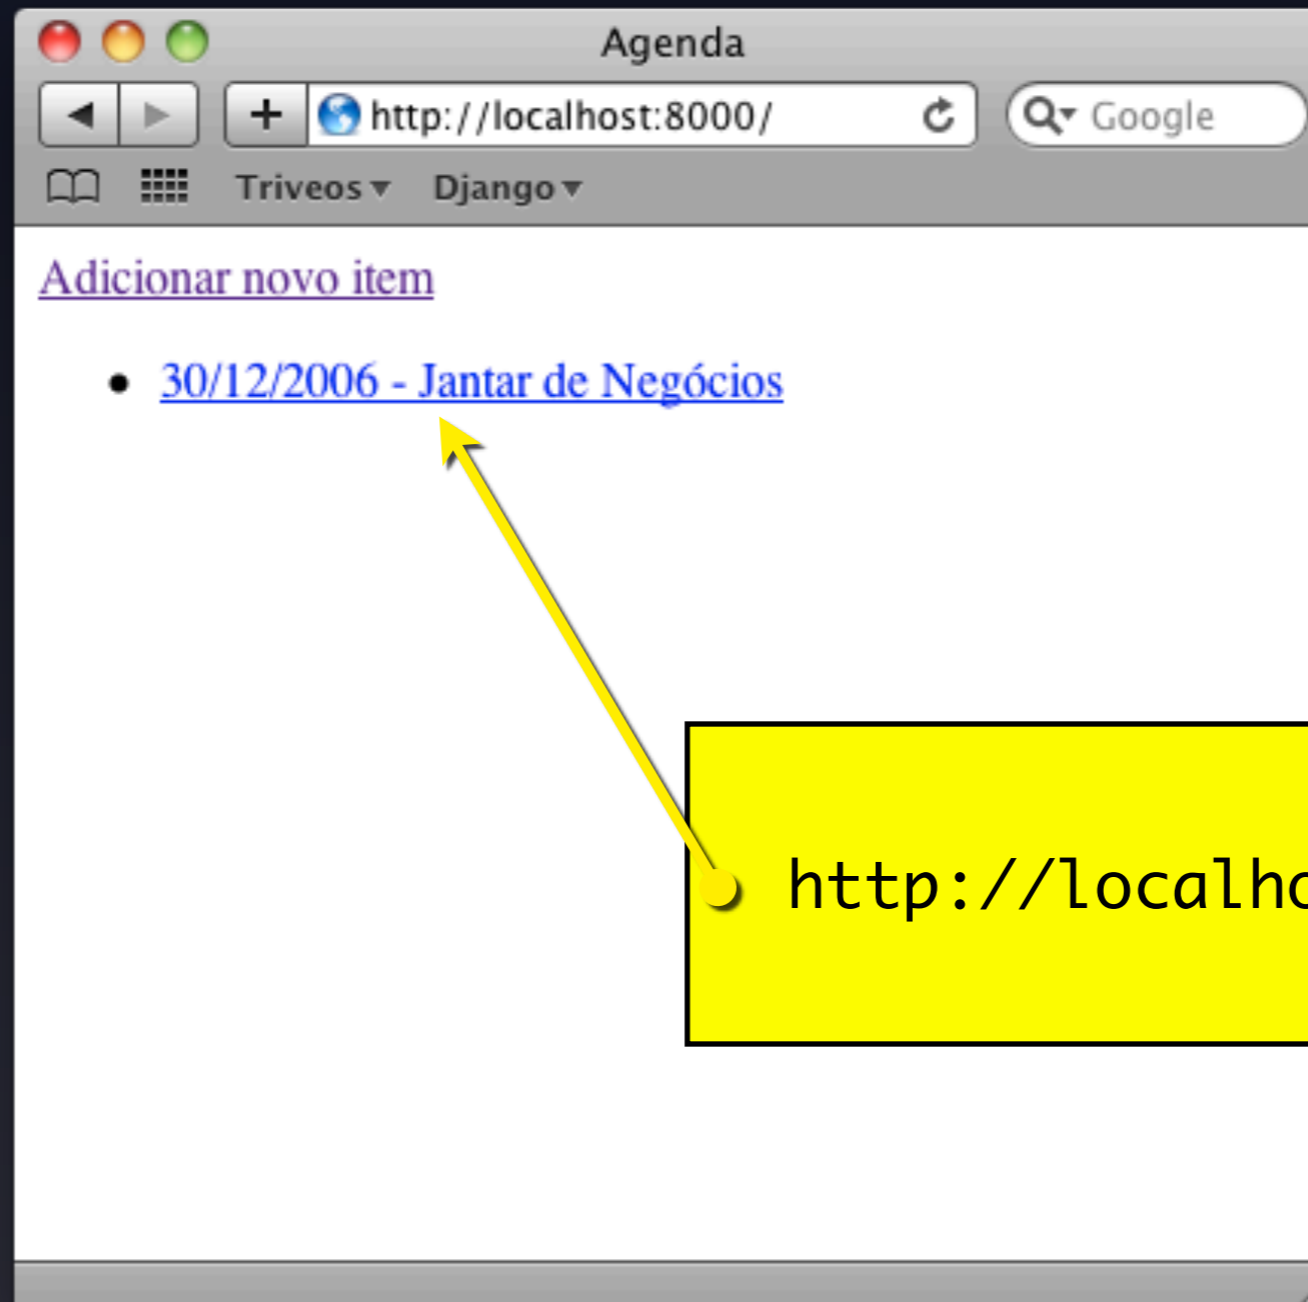 Agenda
http://localhost:8000/
Google
Triveos
Django
Adicionar novo item
30/12/2006 - Jantar de Negócios
http://localho